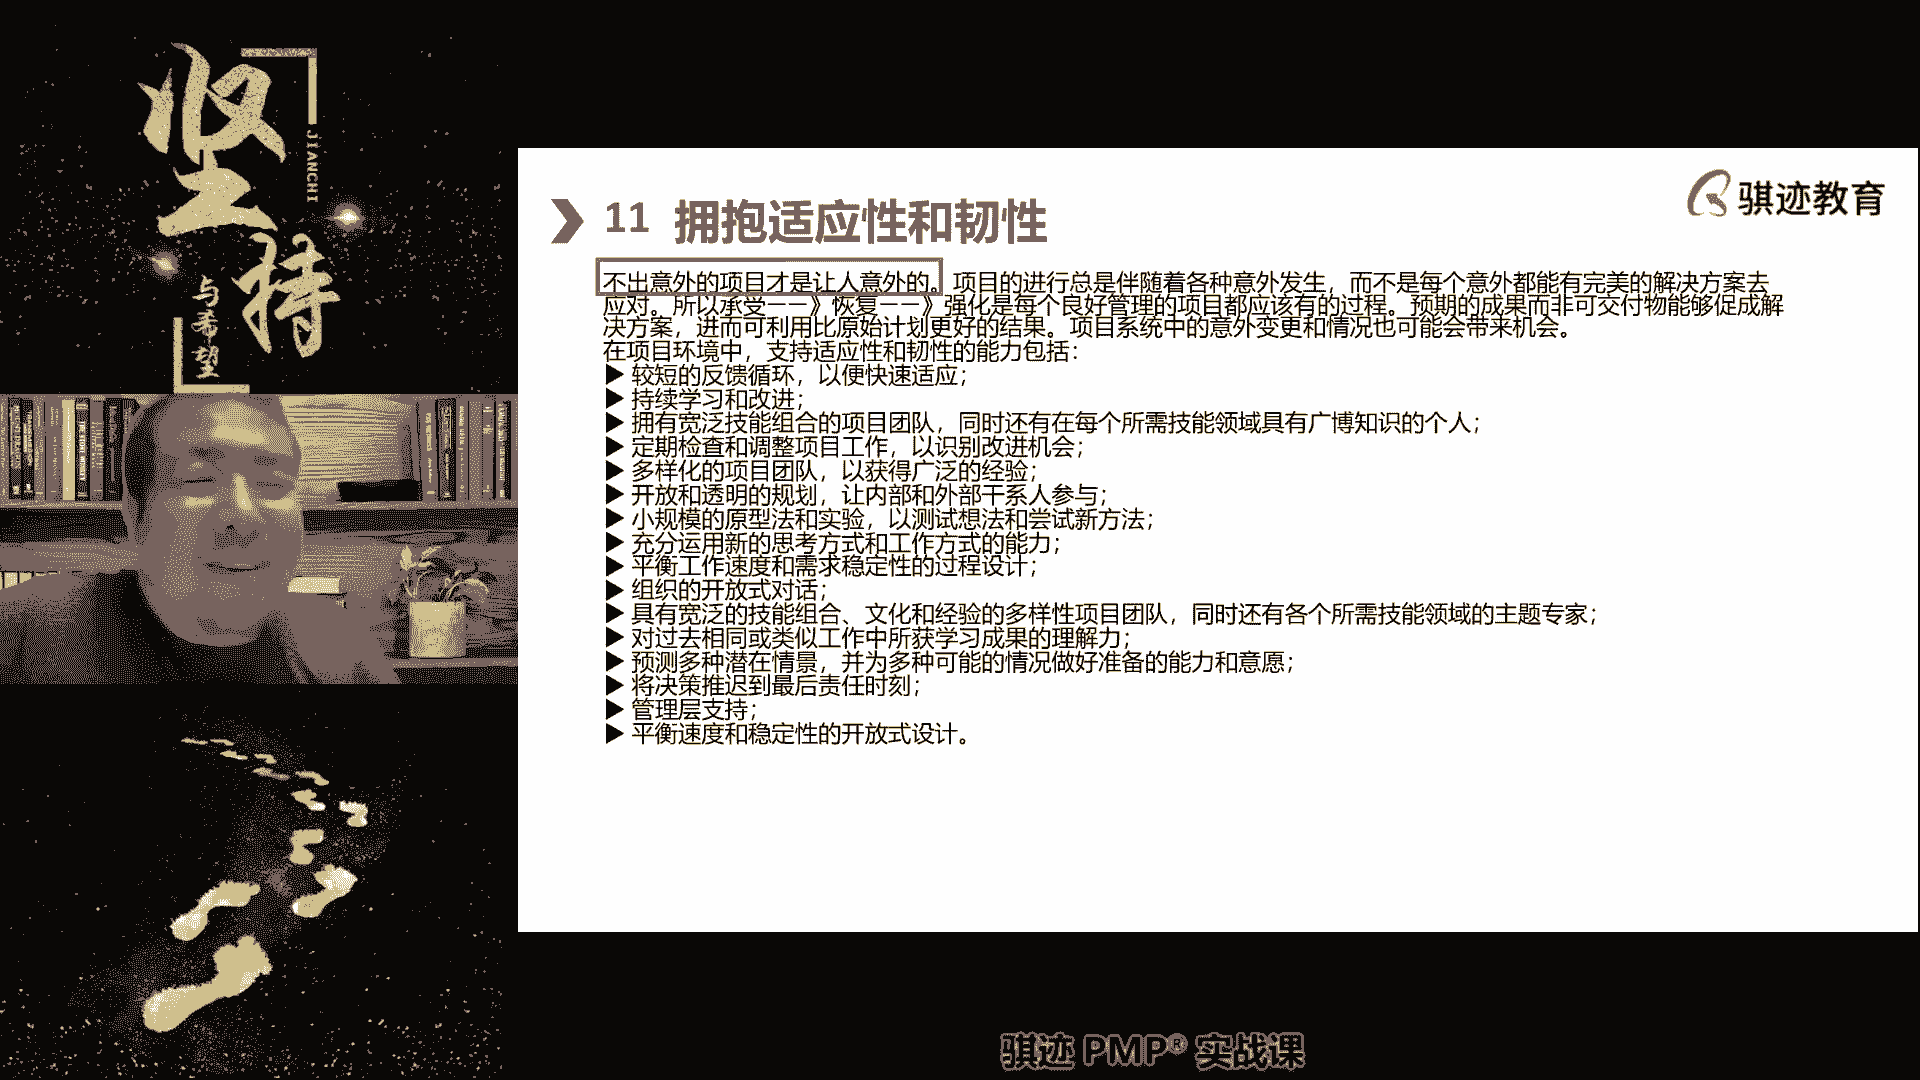 坚持
JIANCHI
与希望
骐迹教育
11 拥抱适应性和韧性
不出意外的项目才是让人意外的。项目的进行总是伴随着各种意外发生，而不是每个意外都能有完美的解决方案去
应对。所以承受——》恢复——》强化是每个良好管理的项目都应该有的过程。预期的成果而非可交付物能够促成解
决方案，进而可利用比原始计划更好的结果。项目系统中的意外变更和情况也可能会带来机会。
在项目环境中，支持适应性和韧性的能力包括：
▶ 较短的反馈循环，以便快速适应；
▶ 持续学习和改进；
▶ 拥有宽泛技能组合的项目团队，同时还有在每个所需技能领域具有广博知识的个人；
▶ 定期检查和调整项目工作，以识别改进机会；
▶ 多样化的项目团队，以获得广泛的经验；
▶ 开放和透明的规划，让内部和外部干系人参与；
▶ 小规模的原型法和实验，以测试想法和尝试新方法；
▶ 充分运用新的思考方式和工作方式的能力；
▶ 平衡工作速度和需求稳定性的过程设计；
▶ 组织的开放式对话；
▶ 具有宽泛的技能组合、文化和经验的多样性项目团队，同时还有各个所需技能领域的主题专家；
▶ 对过去相同或类似工作中所获学习成果的理解力；
▶ 预测多种潜在情景，并为多种可能的情况做好准备的能力和意愿；
▶ 将决策推迟到最后责任时刻；
▶ 管理层支持；
▶ 平衡速度和稳定性的开放式设计。
骐迹 PMP® 实战课